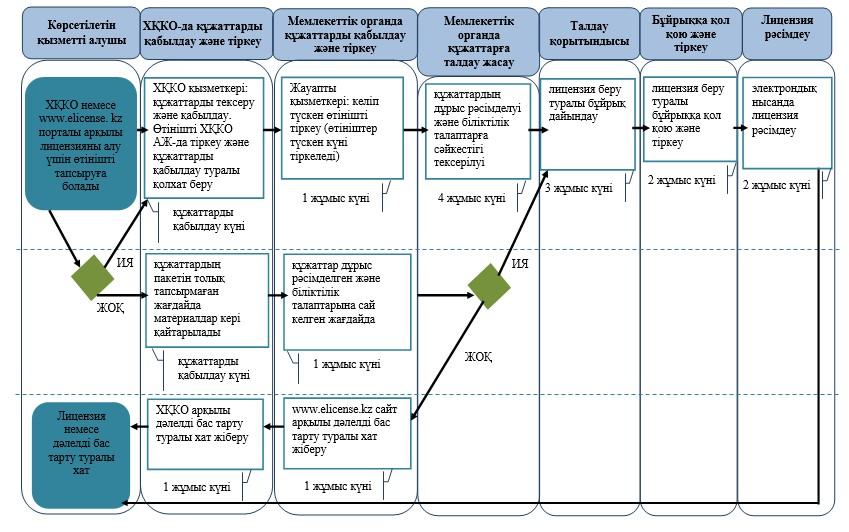 Көрсетілетін
қызметті алушы
ХҚКО-да құжаттарды
қабылдау және тіркеу
Мемлекеттік органда
құжаттарды қабылдау
және тіркеу
Мемлекеттік
органда
құжаттарға
талдау жасау
Талдау
қорытындысы
Бұйрыққа қол
қою және
тіркеу
Лицензия
рәсімдеу
ХҚКО немесе
www.elicense. kz
порталы арқылы
лицензияны алу
үшін өтінішті
тапсыруға
болады
ХҚКО қызметкері:
құжаттарды тексеру
және қабылдау.
Өтінішті ХҚКО
АЖ-да тіркеу және
құжаттарды
қабылдау туралы
қолхат беру
құжаттарды
қабылдау күні
Жауапты
қызметкері: келіп
түскен өтінішті
тіркеу (өтініштер
түскен күні
тіркеледі)
1 жұмыс күні
құжаттардың
дұрыс рәсімделуі
және біліктілік
талаптарға
сәйкестігі
тексерілуі
4 жұмыс күні
лицензия беру
туралы бұйрық
дайындау
3 жұмыс күні
лицензия беру
туралы
бұйрыққа қол
қою және
тіркеу
2 жұмыс күні
электрондық
нысанда
лицензия
рәсімдеу
2 жұмыс күні
ИЯ
ЖОҚ
құжаттардың
пакетін толық
тапсырмаған
жағдайда
материалдар кері
қайтарылады
құжаттарды
қабылдау күні
құжаттар дұрыс
рәсімделген және
біліктілік
талаптарына сай
келген жағдайда
1 жұмыс күні
ИЯ
ЖОҚ
Лицензия
немесе
дәлелді бас
тарту туралы
хат
ХҚКО арқылы
дәлелді бас тарту
туралы хат жіберу
1 жұмыс күні
www.elicense.kz сайт
арқылы дәлелді бас
тарту туралы хат
жіберу
1 жұмыс күні